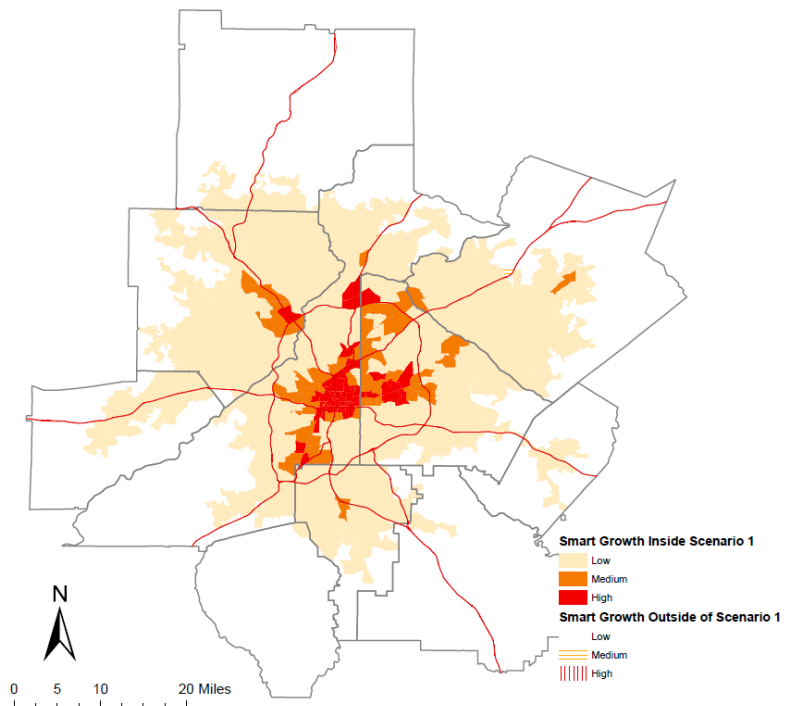 Smart Growth Inside Scenario 1
Low
Medium
High
Smart Growth Outside of Scenario 1
Low
Medium
High
N
0 5 10 20 Miles